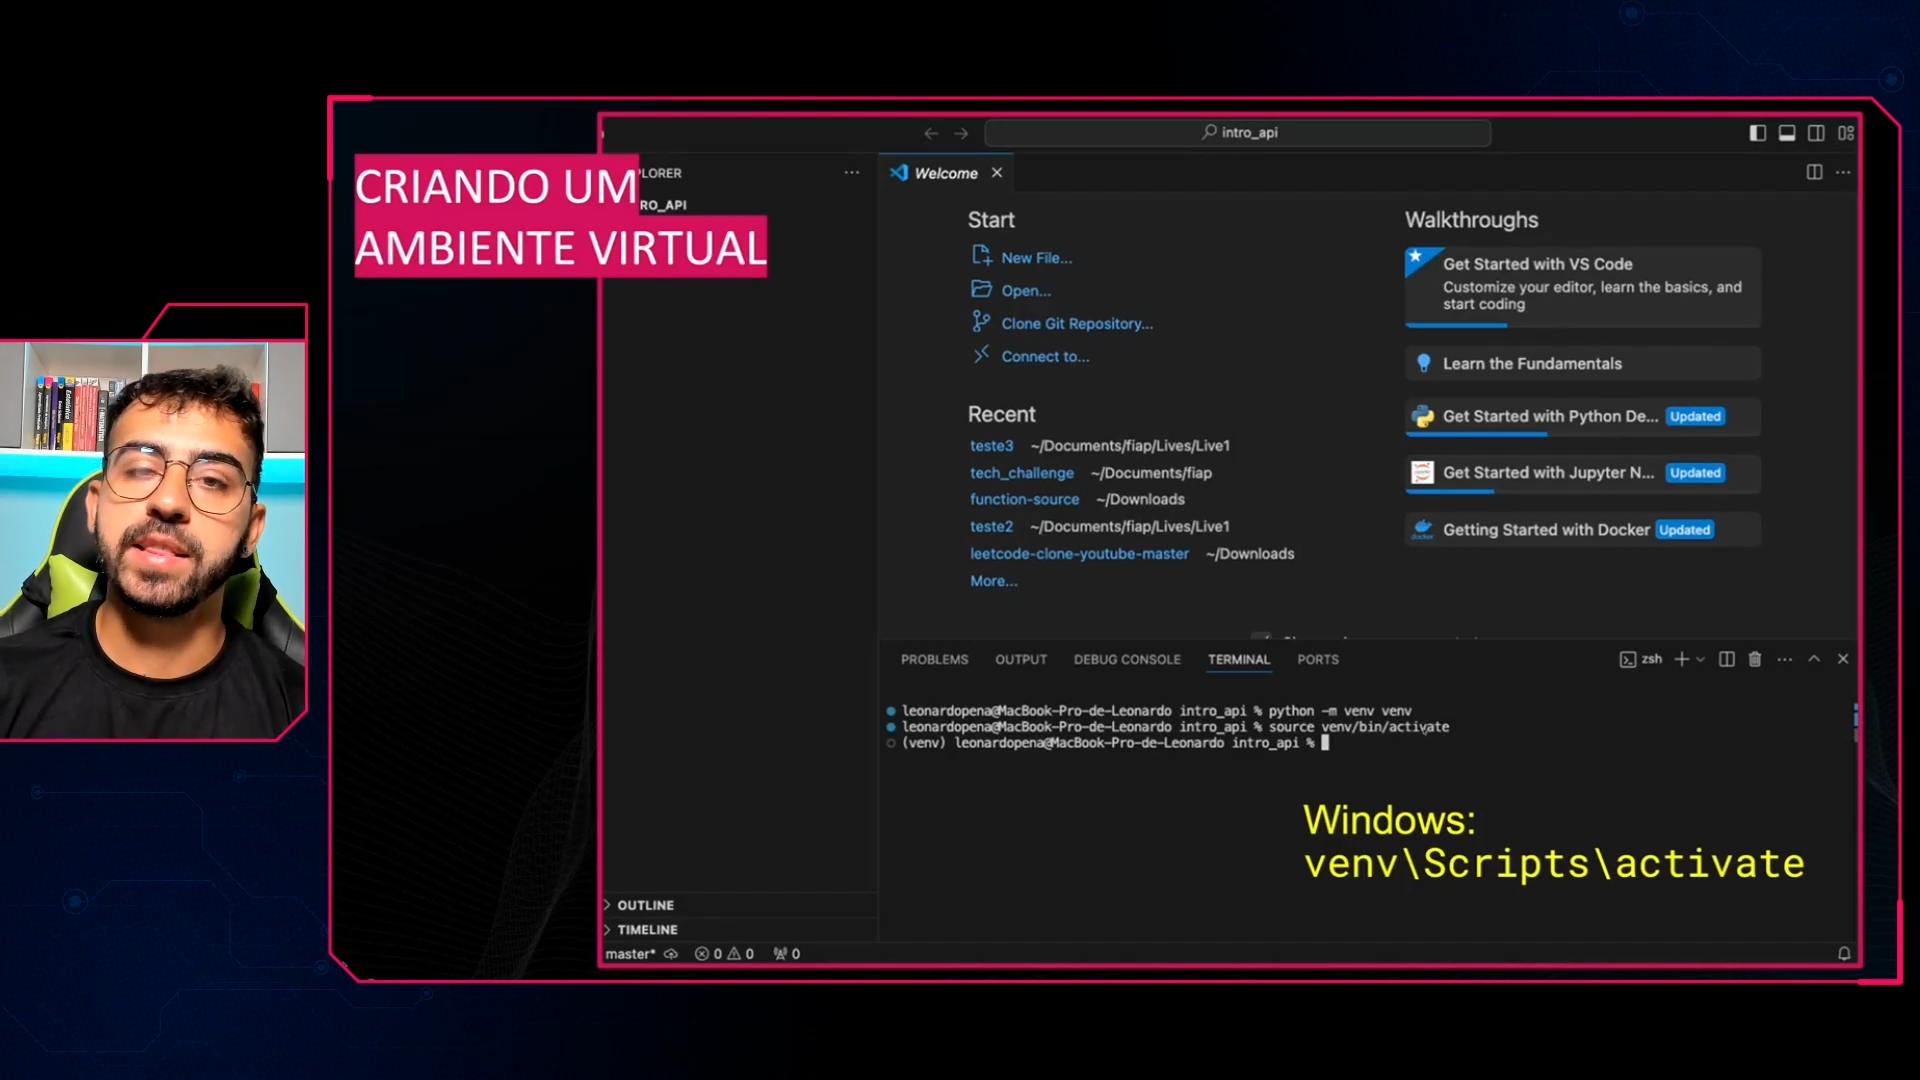 CRIANDO UM
AMBIENTE VIRTUAL
intro_api
PLORER
RO_API
Welcome
Start
New File...
Open...
Clone Git Repository...
Connect to...
Recent
teste3 ~/Documents/fiap/Lives/Live1
tech_challenge ~/Documents/fiap
function-source ~/Downloads
teste2 ~/Documents/fiap/Lives/Live1
leetcode-clone-youtube-master ~/Downloads
More...
Walkthroughs
Get Started with VS Code
Customize your editor, learn the basics, and
start coding
Learn the Fundamentals
Get Started with Python De... Updated
Get Started with Jupyter N... Updated
Getting Started with Docker Updated
PROBLEMS OUTPUT DEBUG CONSOLE TERMINAL PORTS
zsh
leonardopena@MacBook-Pro-de-Leonardo intro_api % python -m venv venv
leonardopena@MacBook-Pro-de-Leonardo intro_api % source venv/bin/activate
(venv) leonardopena@MacBook-Pro-de-Leonardo intro_api %
Windows:
venv\Scripts\activate
OUTLINE
TIMELINE
master* 0 0 0